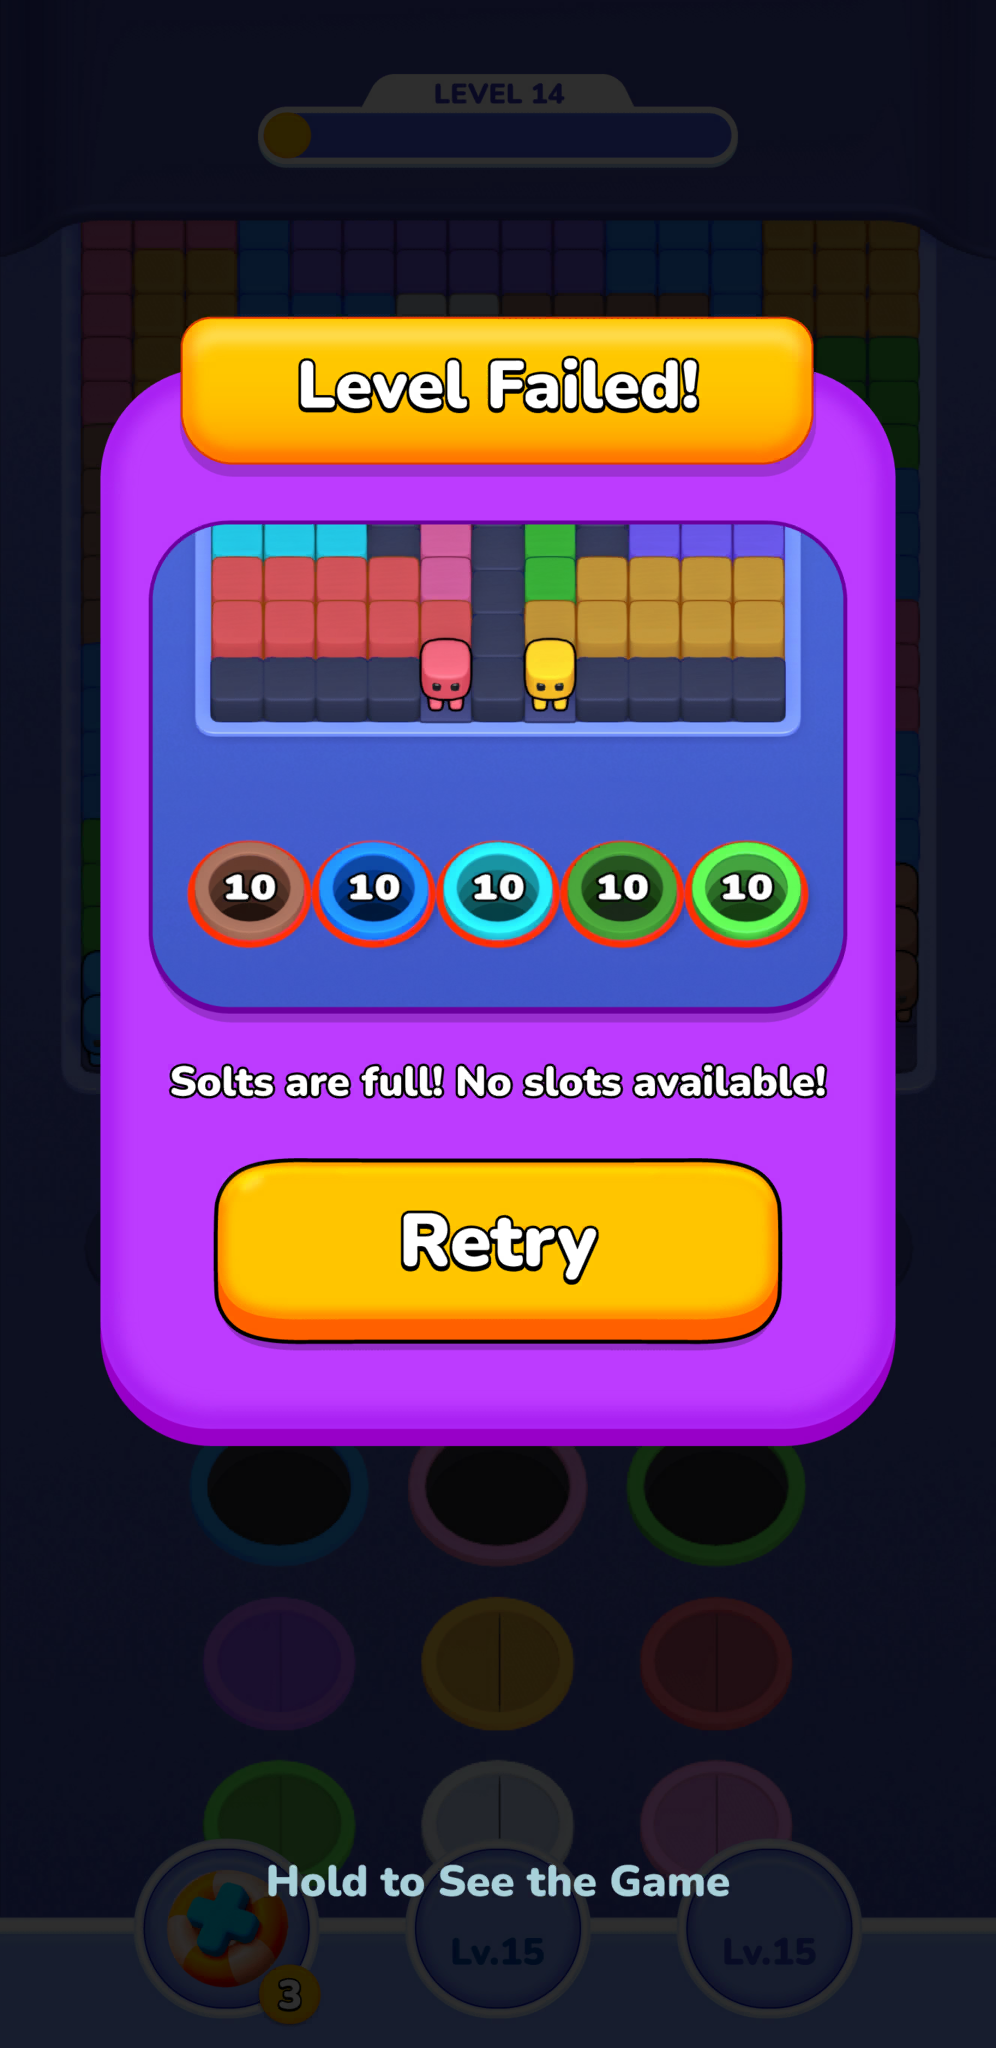 LEVEL 14
Level Failed!
10 10 10 10 10
Solts are full! No slots available!
Retry
Hold to See the Game
Lv.15 Lv.15
3